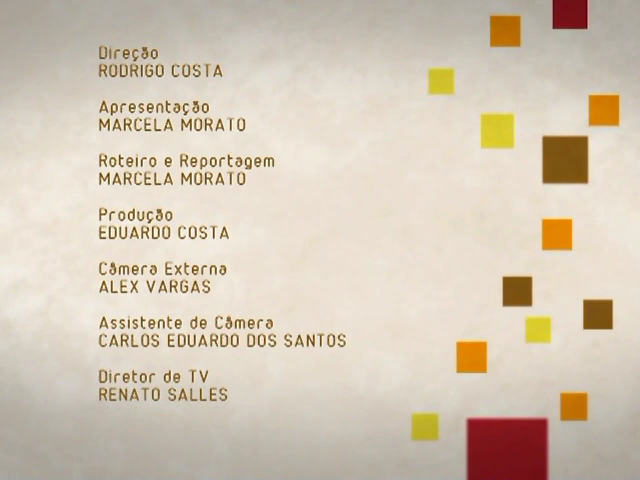 Direção
RODRIGO COSTA
Apresentação
MARCELA MORATO
Roteiro e Reportagem
MARCELA MORATO
Produção
EDUARDO COSTA
Câmera Externa
ALEX VARGAS
Assistente de Câmera
CARLOS EDUARDO DOS SANTOS
Diretor de TV
RENATO SALLES